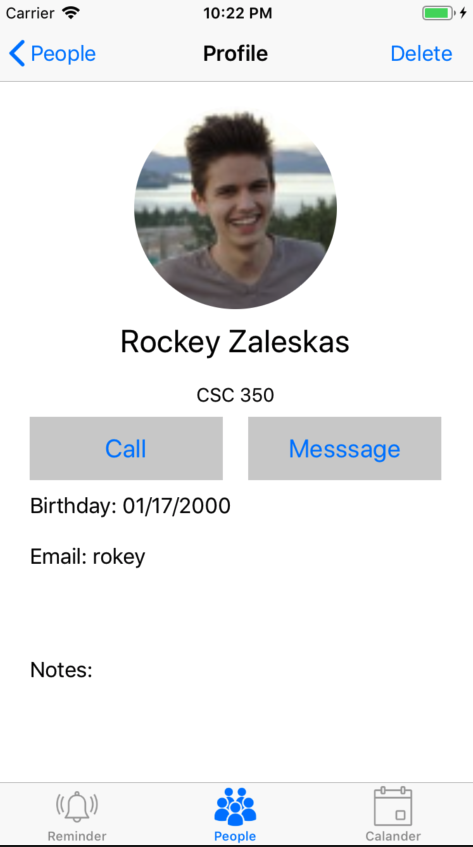 Carrier 10:22 PM
People Profile Delete
Rockey Zaleskas
CSC 350
Call Messsage
Birthday: 01/17/2000
Email: rokey
Notes:
Reminder People Calander